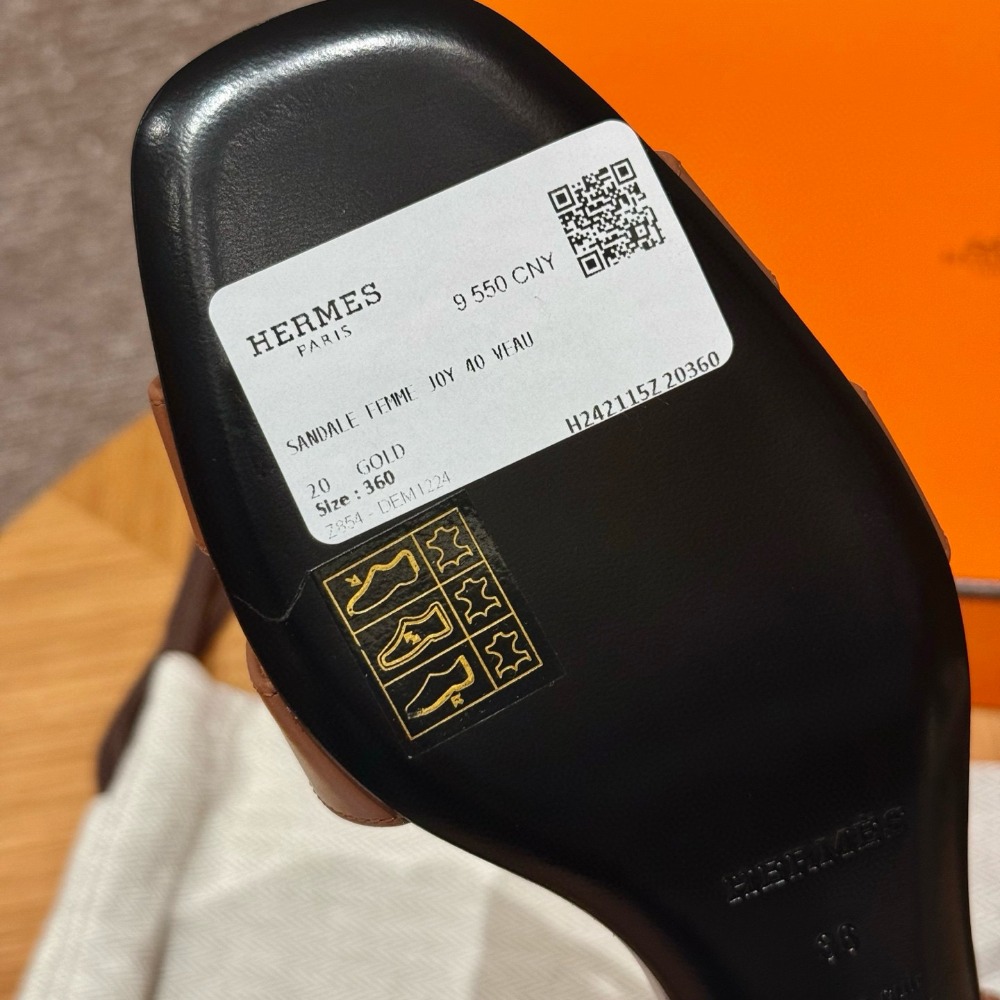 HERMES
PARIS
9 550 CNY
SANDALE FEMME JOY 40 VEAU
20 GOLD
Size : 360
Z854 - DEM1224
H242115Z 20360
HERMÈS
36